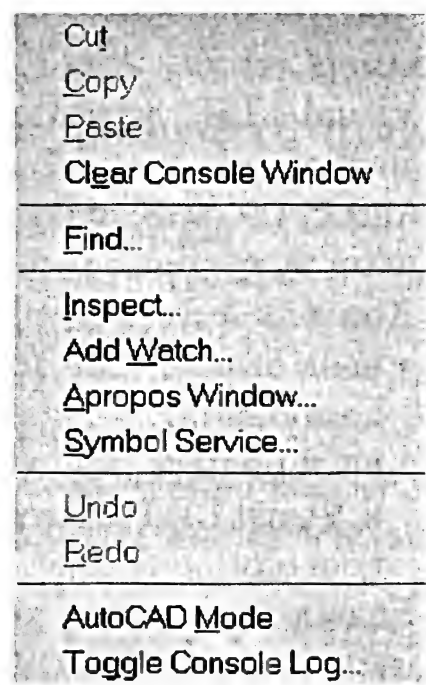 Cut
Copy
Paste
Clear Console Window
Find...
Inspect...
Add Watch...
Apropos Window...
Symbol Service...
Undo
Redo
AutoCAD Mode
Toggle Console Log...